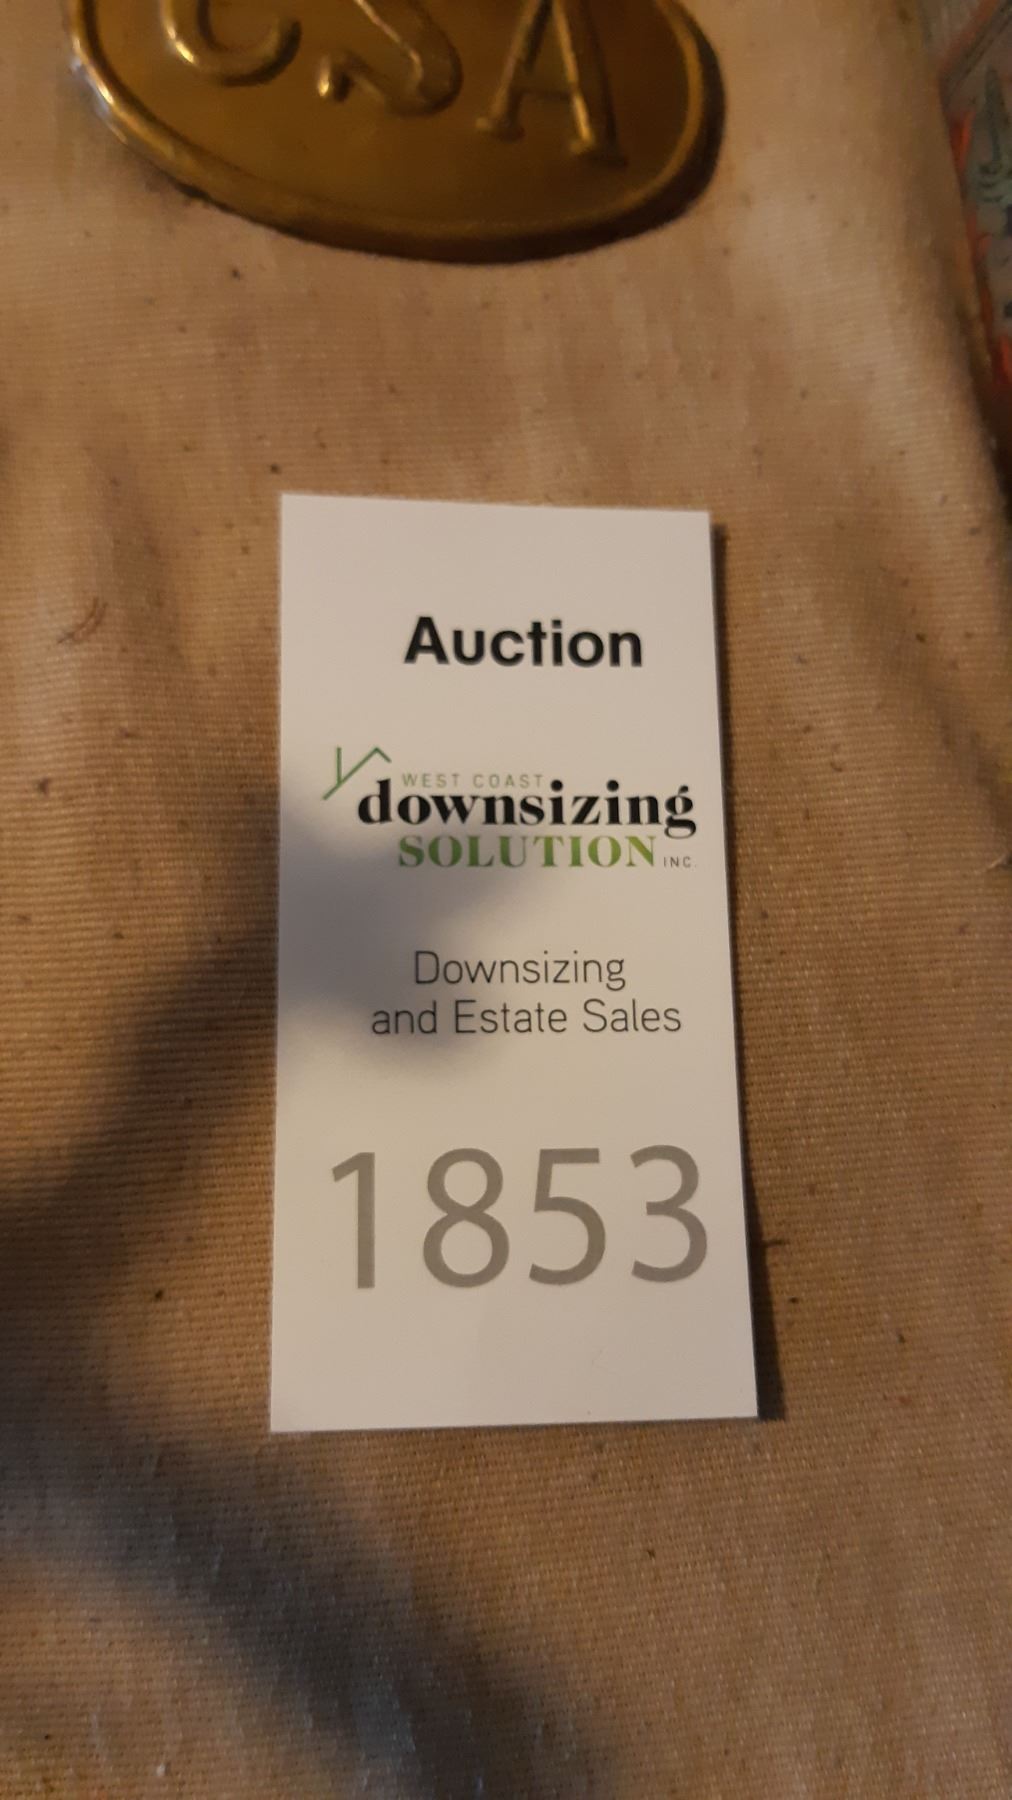 CSA
Auction
WEST COAST
downsizing
SOLUTION INC.
Downsizing
and Estate Sales
1853